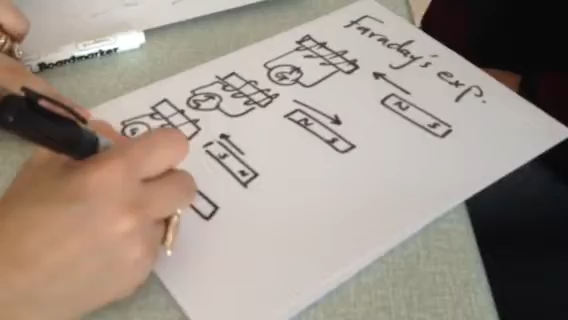 Boardmarker
Faraday's exp.
G
N S
G
N S
G
S N